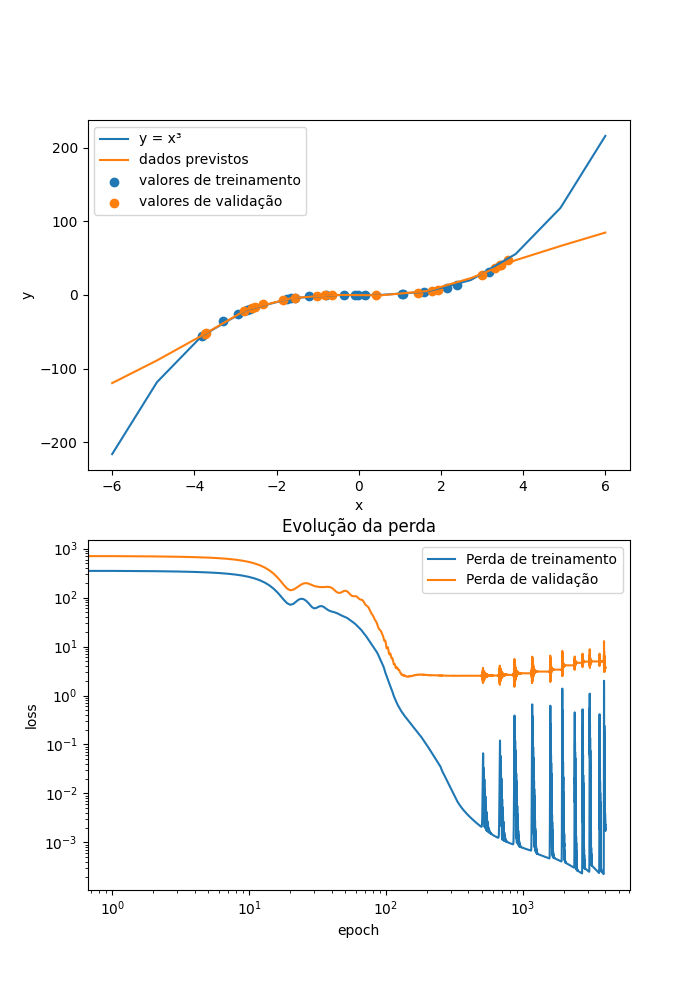 y = x³
dados previstos
valores de treinamento
valores de validação
200
100
0
−100
−200
y
−6 −4 −2 0 2 4 6
x
Evolução da perda
Perda de treinamento
Perda de validação
10³
10²
10¹
10⁰
10⁻¹
10⁻²
10⁻³
loss
10⁰ 10¹ 10² 10³
epoch